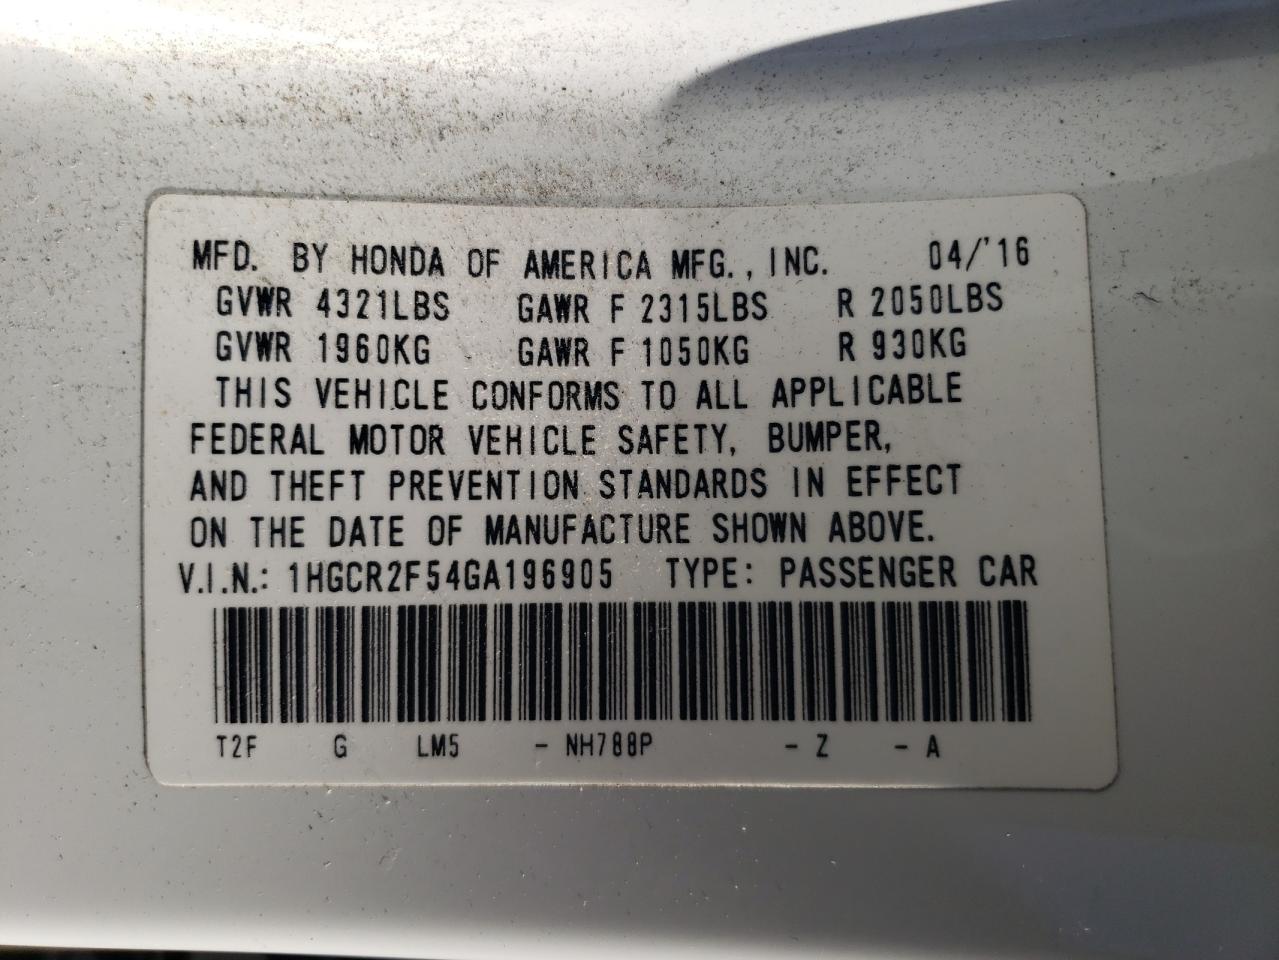 MFD. BY HONDA OF AMERICA MFG., INC. 04/'16
GVWR 4321LBS GAWR F 2315LBS R 2050LBS
GVWR 1960KG GAWR F 1050KG R 930KG
THIS VEHICLE CONFORMS TO ALL APPLICABLE
FEDERAL MOTOR VEHICLE SAFETY, BUMPER,
AND THEFT PREVENTION STANDARDS IN EFFECT
ON THE DATE OF MANUFACTURE SHOWN ABOVE.
V.I.N.: 1HGCR2F54GA196905 TYPE: PASSENGER CAR
T2F G LM5 - NH788P - Z - A